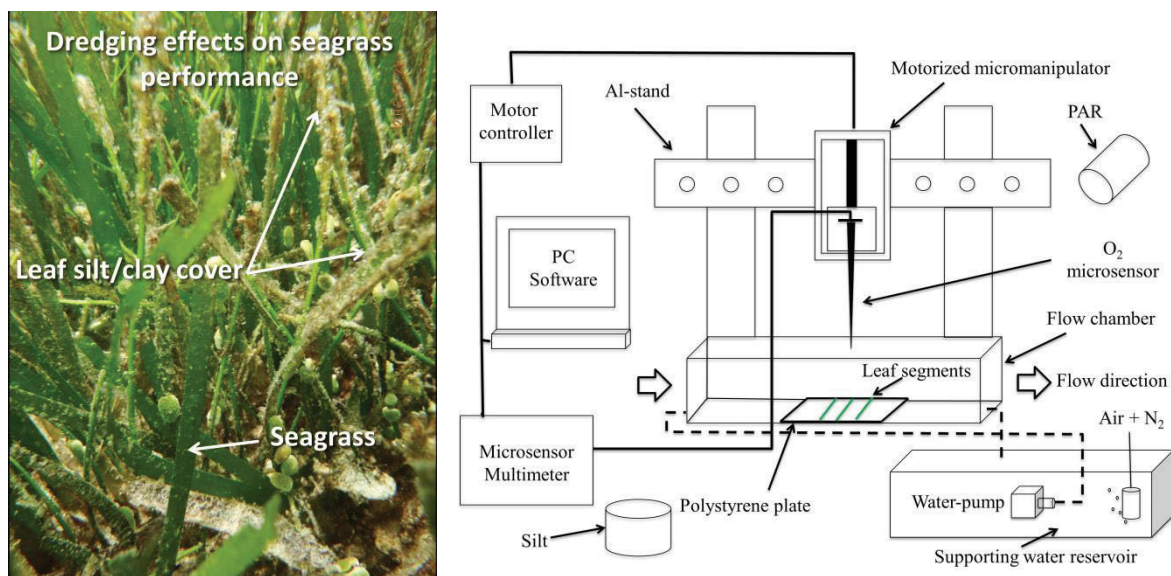 Dredging effects on seagrass
performance
Leaf silt/clay cover
Seagrass
Motor
controller
Al-stand
Motorized micromanipulator
PAR
PC
Software
O₂
microsensor
Flow chamber
Leaf segments
Flow direction
Microsensor
Multimeter
Polystyrene plate
Silt
Air + N₂
Water-pump
Supporting water reservoir